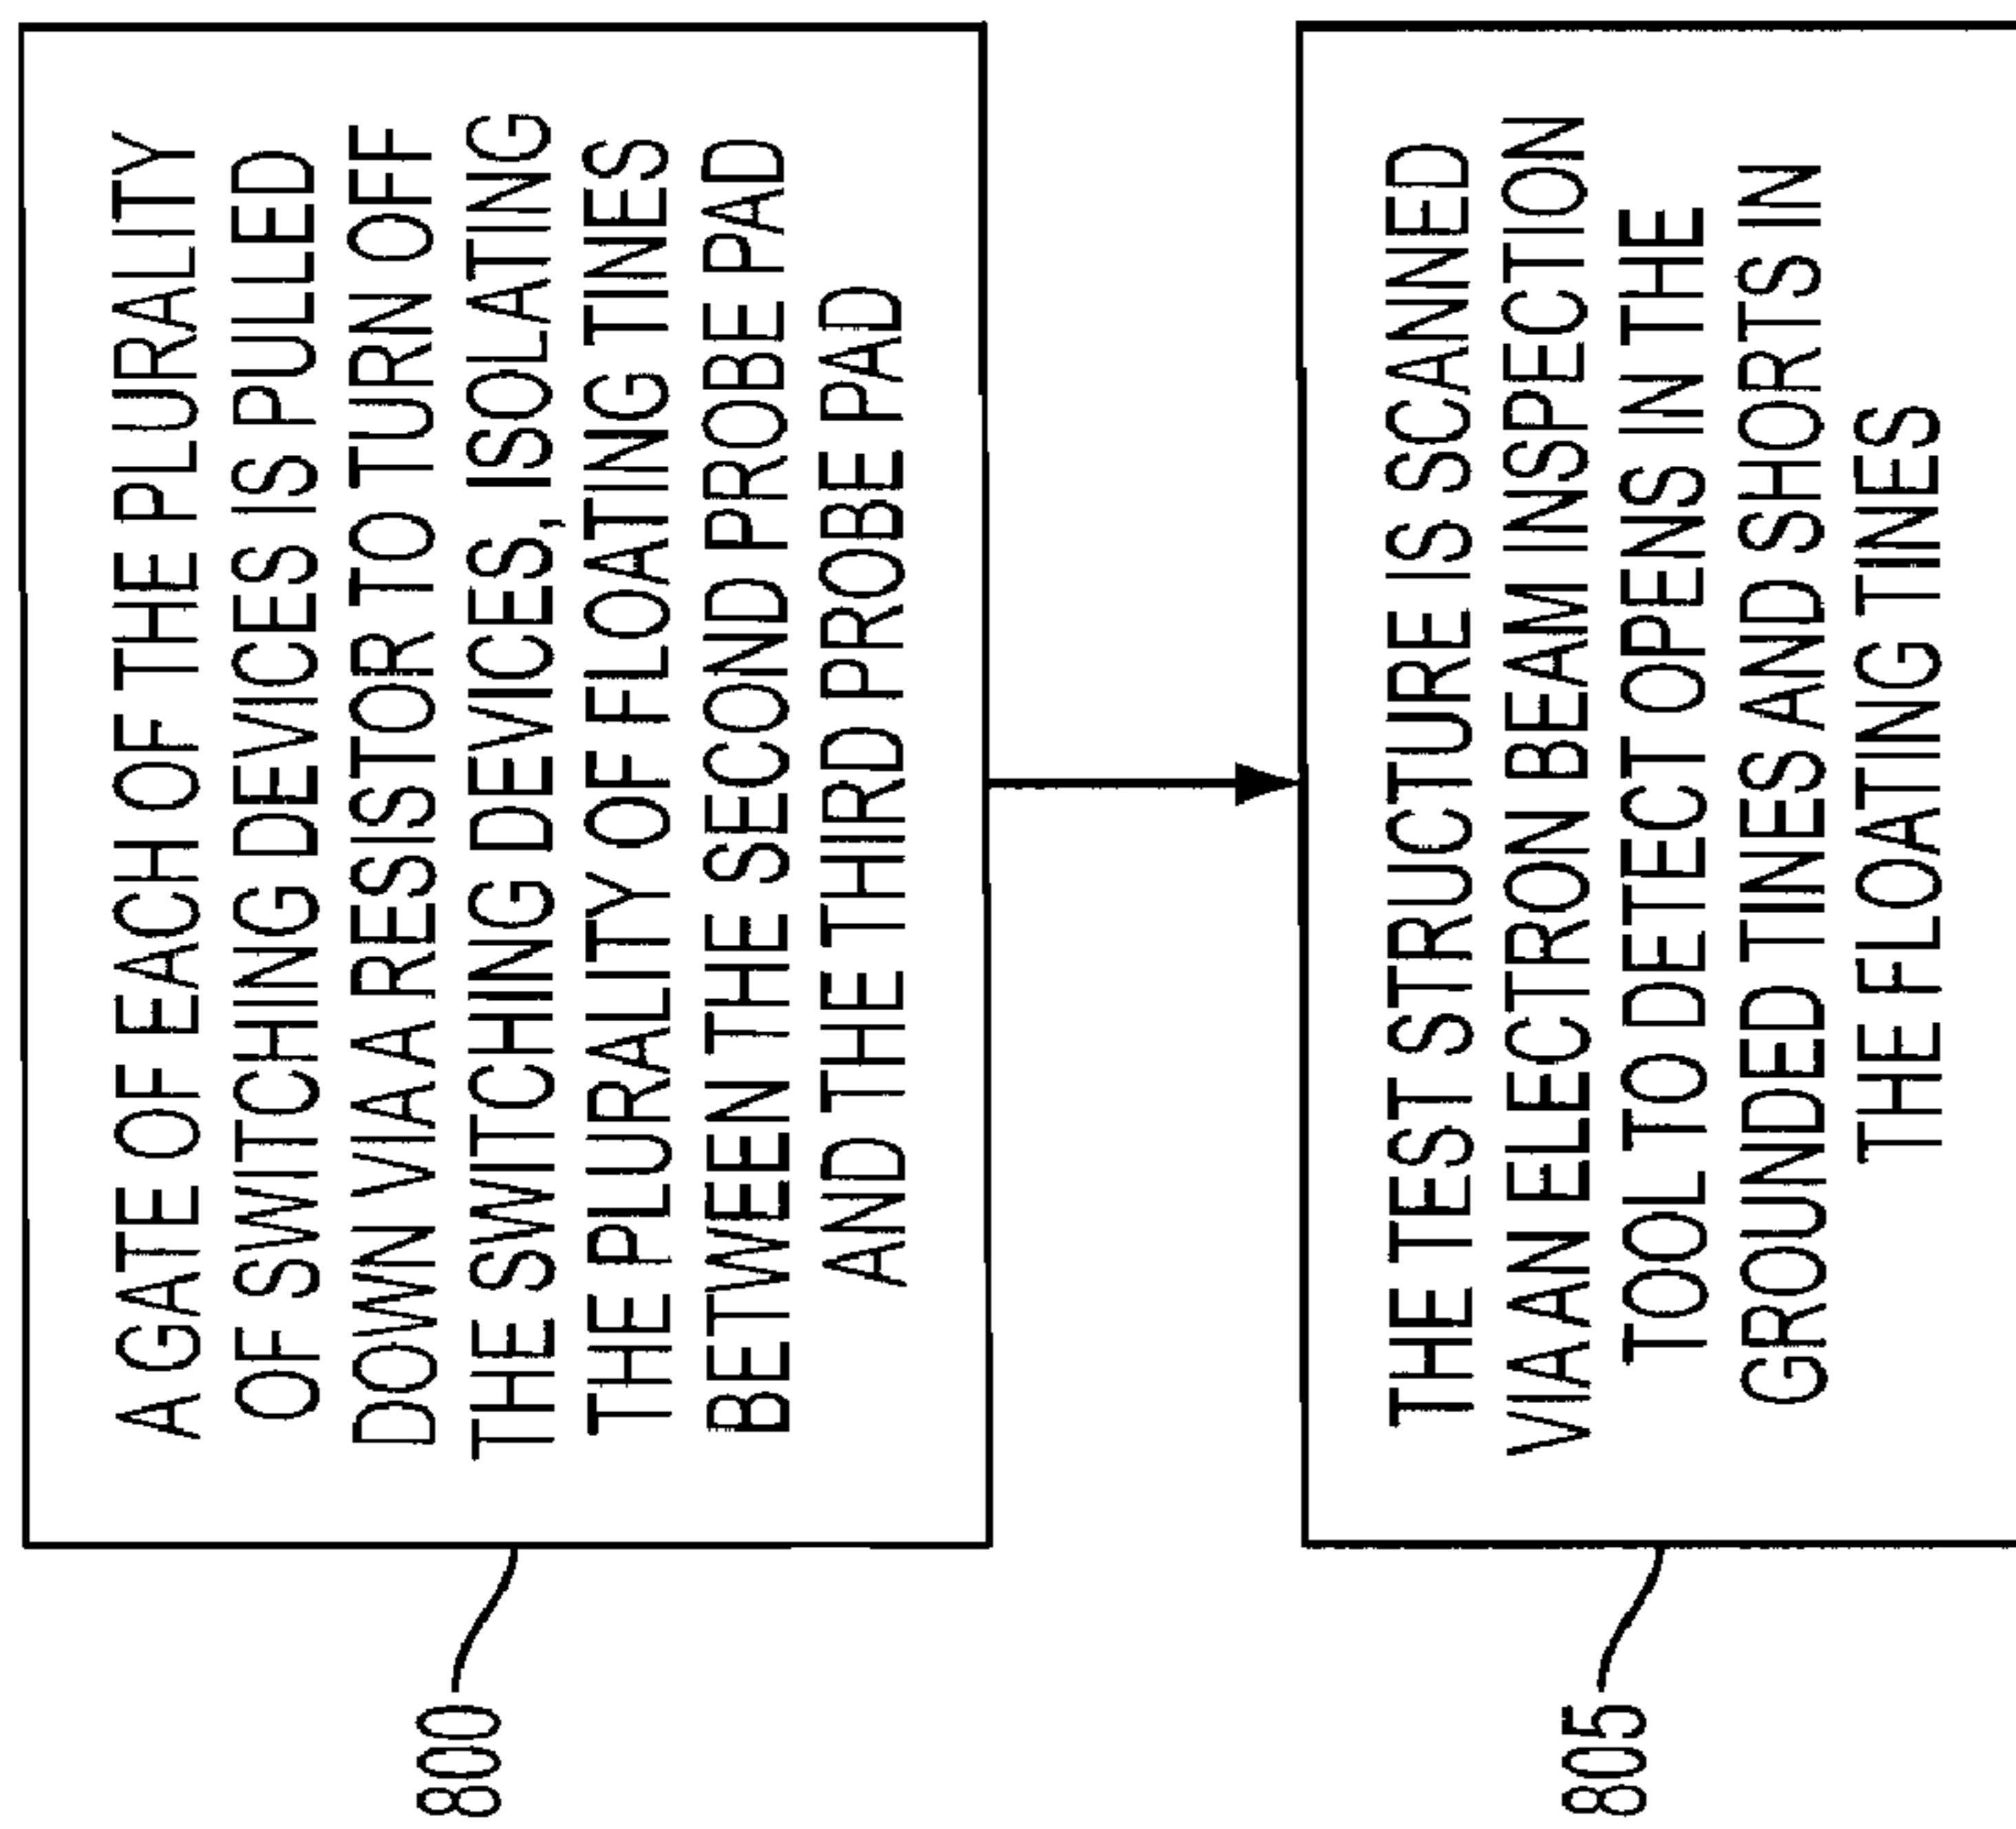 A GATE OF EACH OF THE PLURALITY
OF SWITCHING DEVICES IS PULLED
DOWN VIA A RESISTOR TO TURN OFF
THE SWITCHING DEVICES, ISOLATING
THE PLURALITY OF FLOATING TINES
BETWEEN THE SECOND PROBE PAD
AND THE THIRD PROBE PAD
800
THE TEST STRUCTURE IS SCANNED
VIA AN ELECTRON BEAM INSPECTION
TOOL TO DETECT OPENS IN THE
GROUNDED TINES AND SHORTS IN
THE FLOATING TINES
805